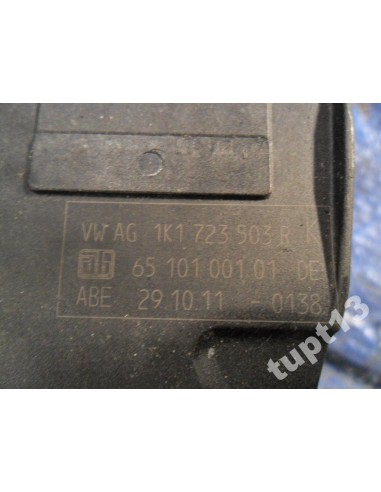 VW AG 1K1 723 503 R
65 101 001 01 DE
ABE 29.10.11 - 0138
tupt13